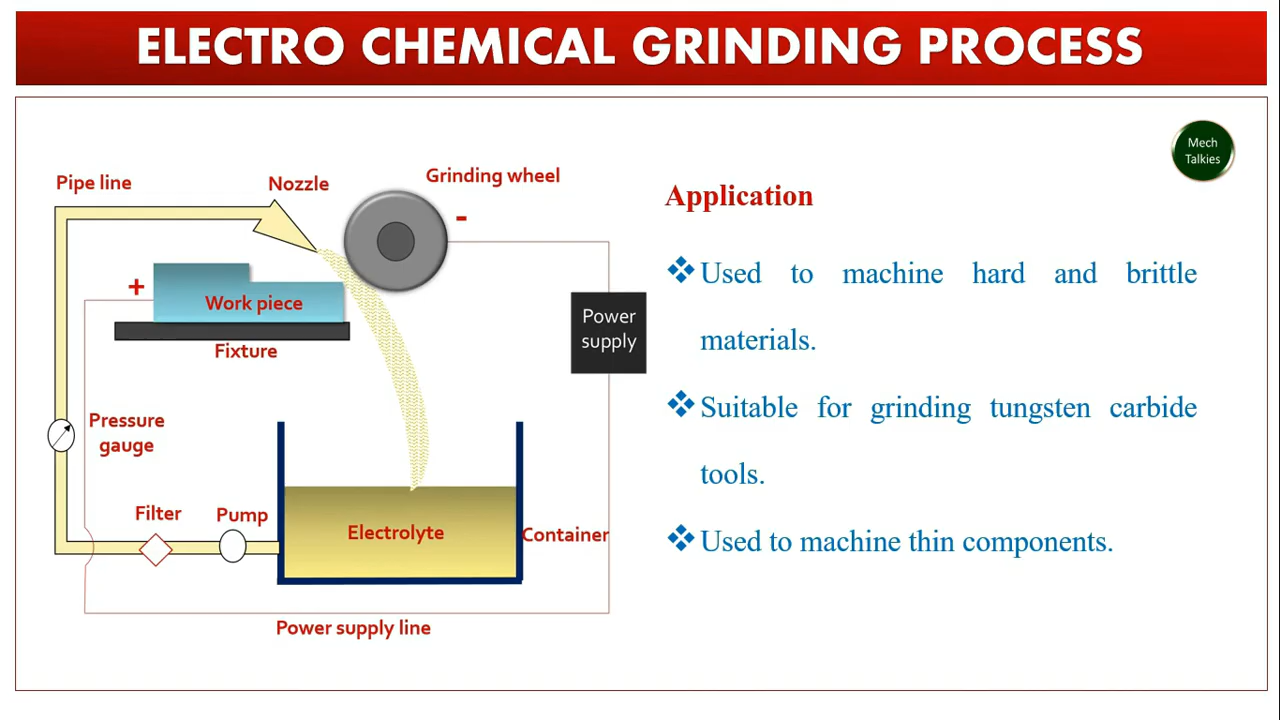 ELECTRO CHEMICAL GRINDING PROCESS
Mech
Talkies
Pipe line
Nozzle
Grinding wheel
-
+
Work piece
Fixture
Power
supply
Pressure
gauge
Filter
Pump
Electrolyte
Container
Power supply line
Application
❖Used to machine hard and brittle
materials.
❖Suitable for grinding tungsten carbide
tools.
❖Used to machine thin components.